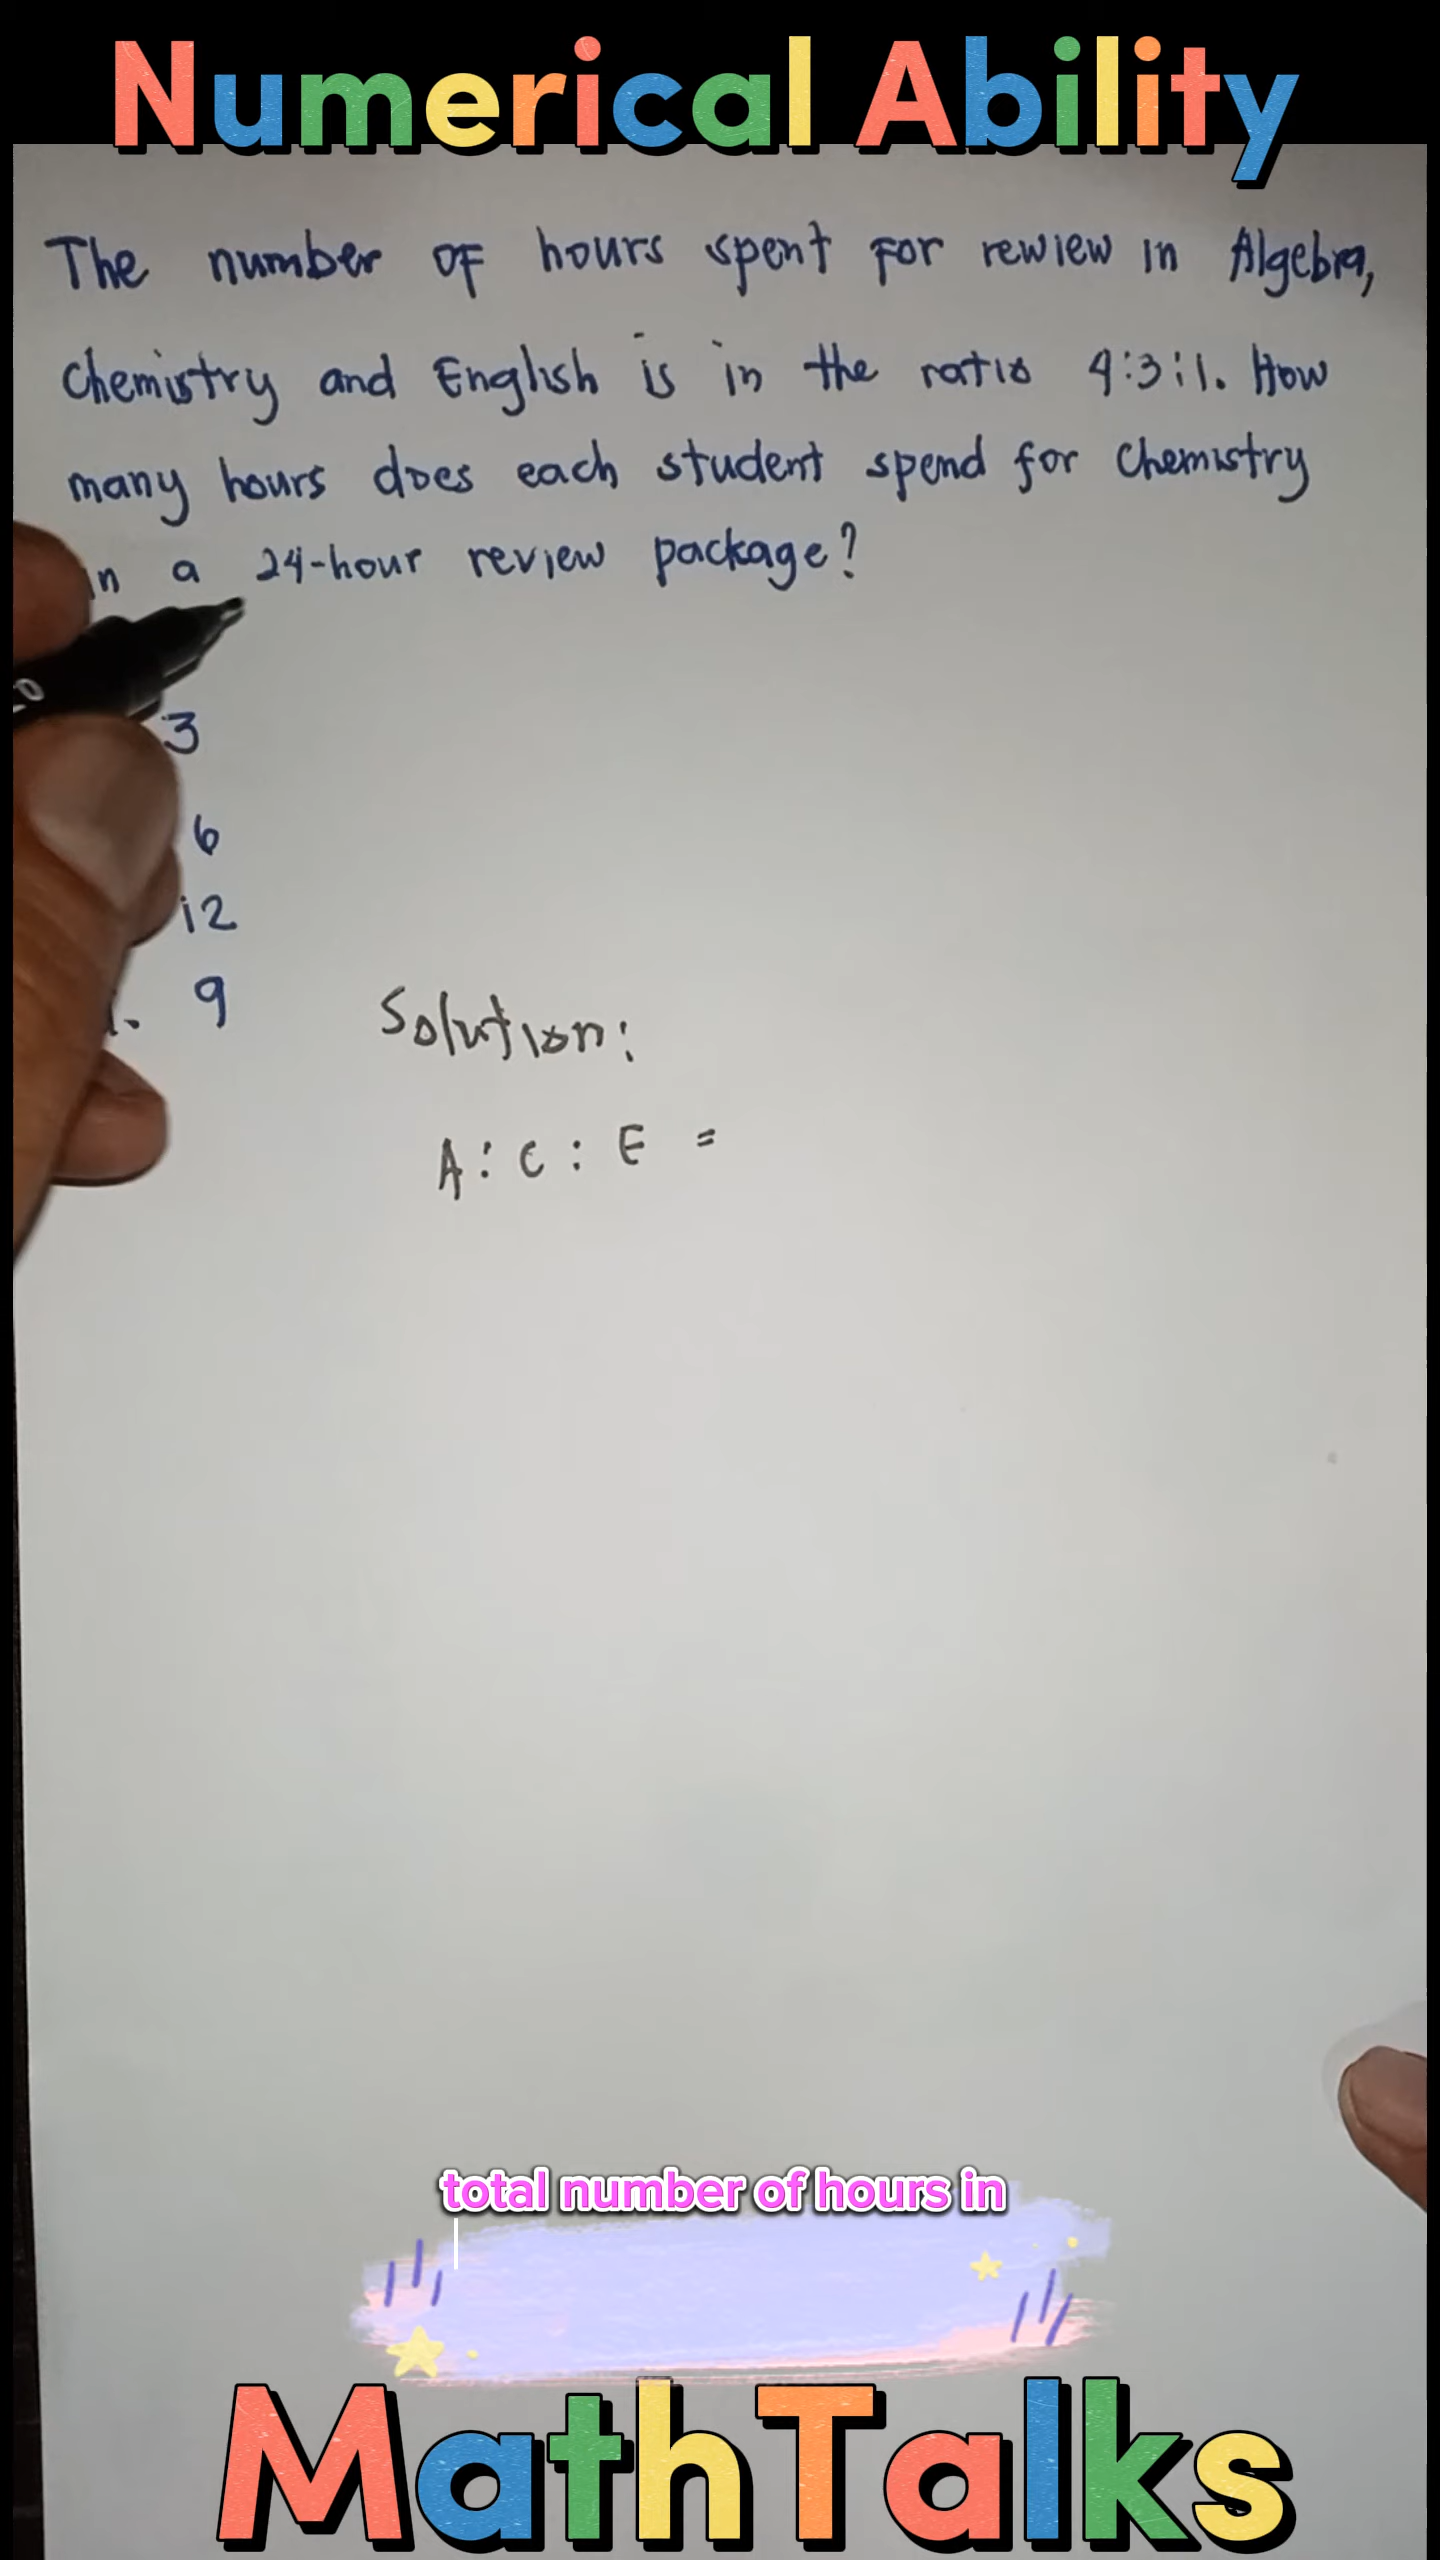 Numerical Ability
The number of hours spent for rewiew in Algebra,
Chemistry and English is in the ratio 4:3:1. How
many hours does each student spend for Chemistry
in a 24-hour review package?
3
6
12
9
Solution:
A : C : E =
total number of hours in
MathTalks